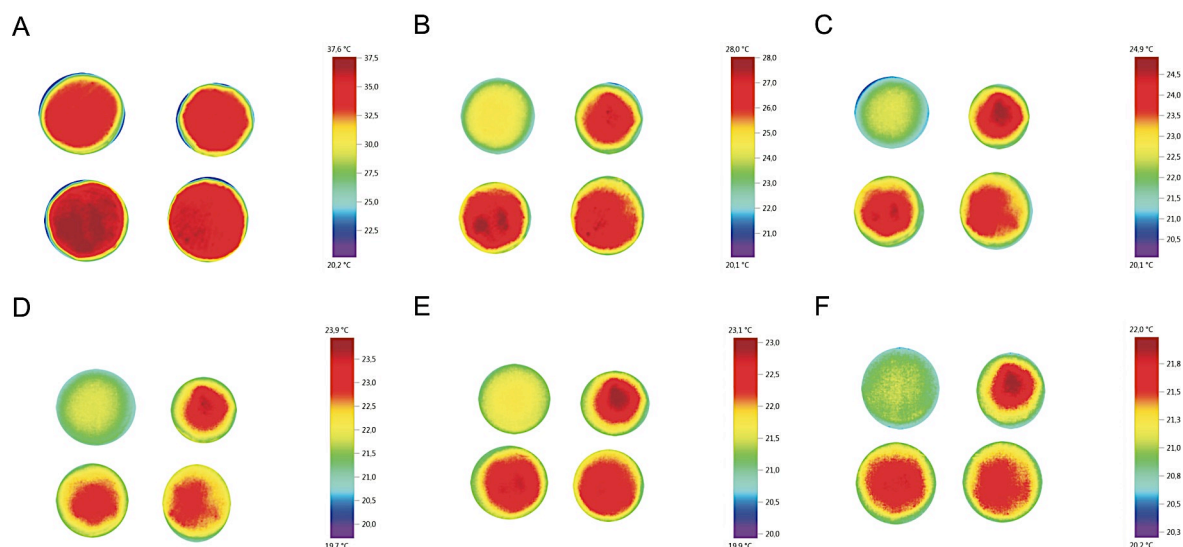 A
37,6 °C
37,5
35,0
32,5
30,0
27,5
25,0
22,5
20,2 °C
B
28,0 °C
28,0
27,0
26,0
25,0
24,0
23,0
22,0
21,0
20,1 °C
C
24,9 °C
24,5
24,0
23,5
23,0
22,5
22,0
21,5
21,0
20,5
20,1 °C
D
23,9 °C
23,5
23,0
22,5
22,0
21,5
21,0
20,5
20,0
19,7 °C
E
23,1 °C
23,0
22,5
22,0
21,5
21,0
20,5
20,0
19,9 °C
F
22,0 °C
21,8
21,5
21,3
21,0
20,8
20,5
20,3
20,2 °C